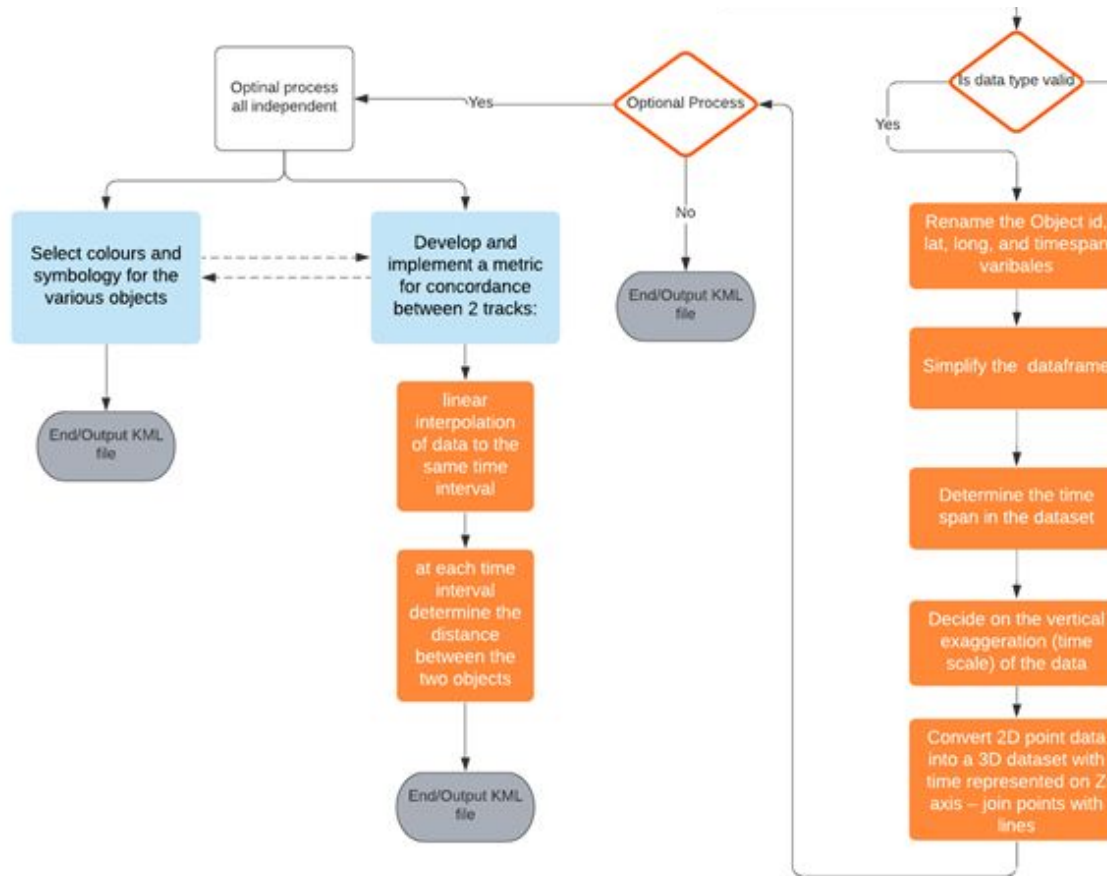 Is data type valid
Yes
Rename the Object id,
lat, long, and timespan
varibales
Simplify the dataframe
Determine the time
span in the dataset
Decide on the vertical
exaggeration (time
scale) of the data
Convert 2D point data
into a 3D dataset with
time represented on Z
axis – join points with
lines
Optional Process
Yes
No
End/Output KML
file
Optinal process
all independent
Select colours and
symbology for the
various objects
End/Output KML
file
Develop and
implement a metric
for concordance
between 2 tracks:
linear
interpolation
of data to the
same time
interval
at each time
interval
determine the
distance
between the
two objects
End/Output KML
file